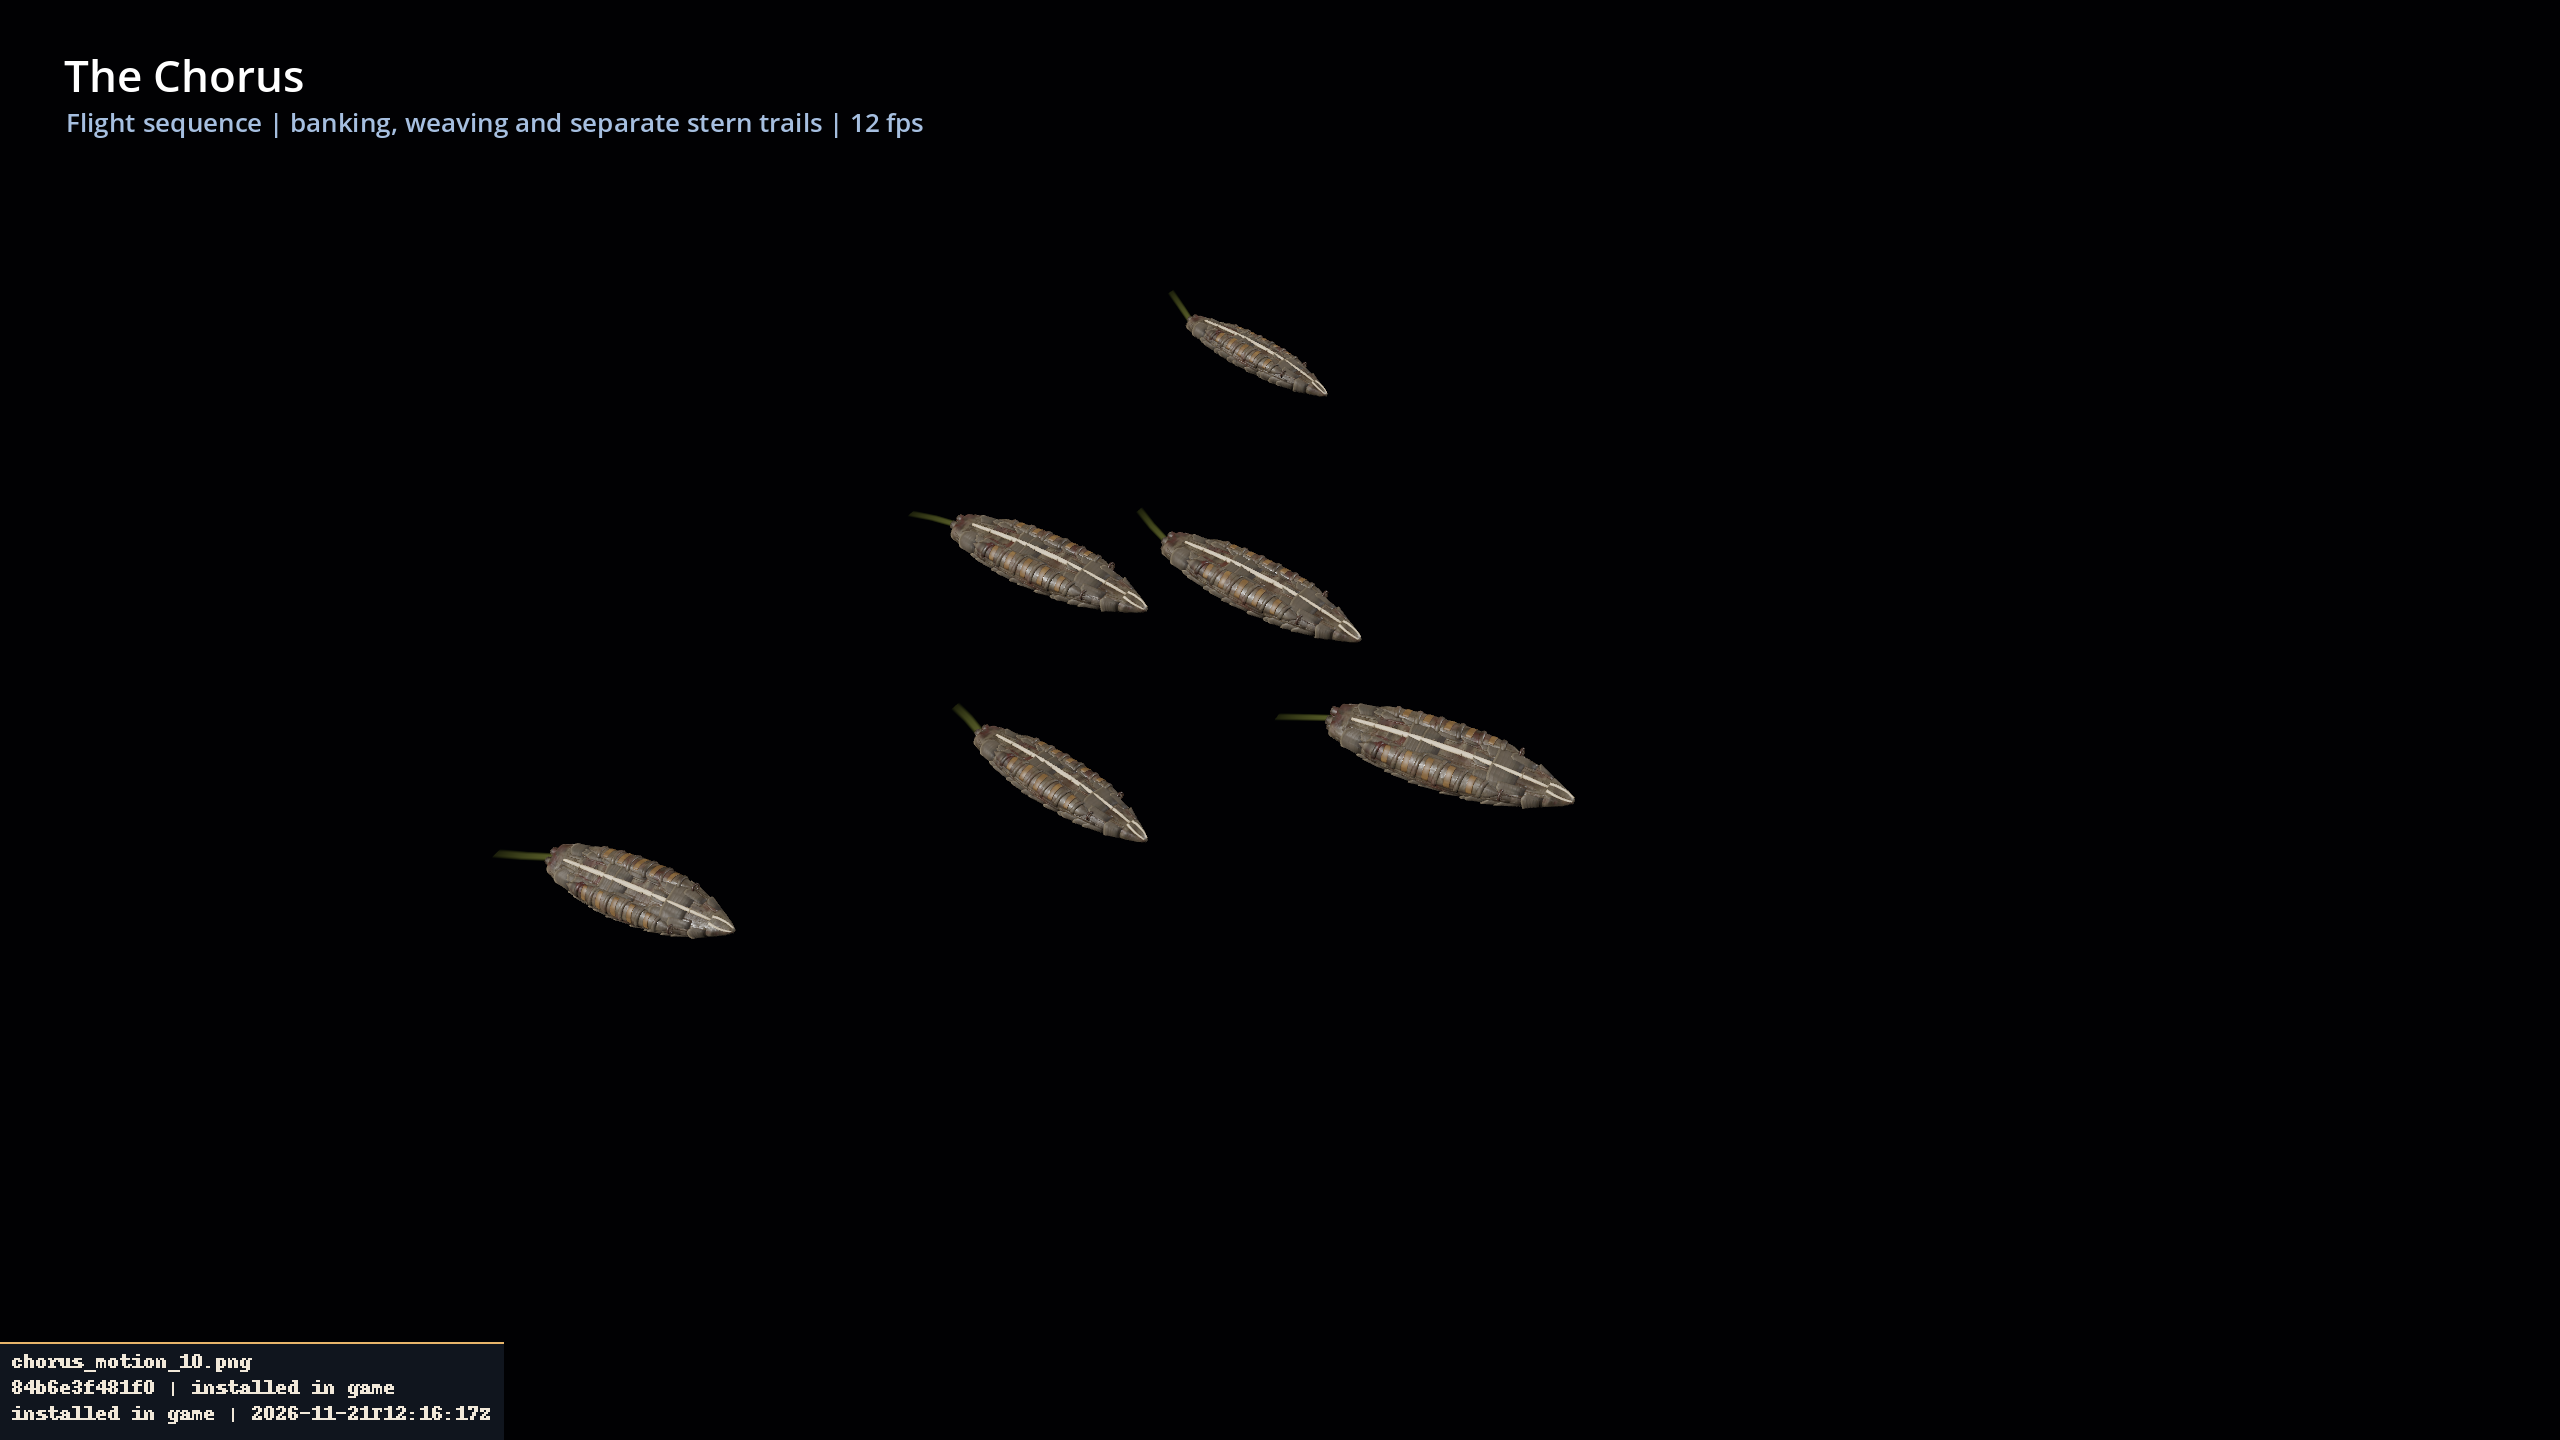 The Chorus
Flight sequence | banking, weaving and separate stern trails | 12 fps
chorus_motion_10.png
84b6e3f481f0 | installed in game
installed in game | 2026-11-21T12:16:17Z